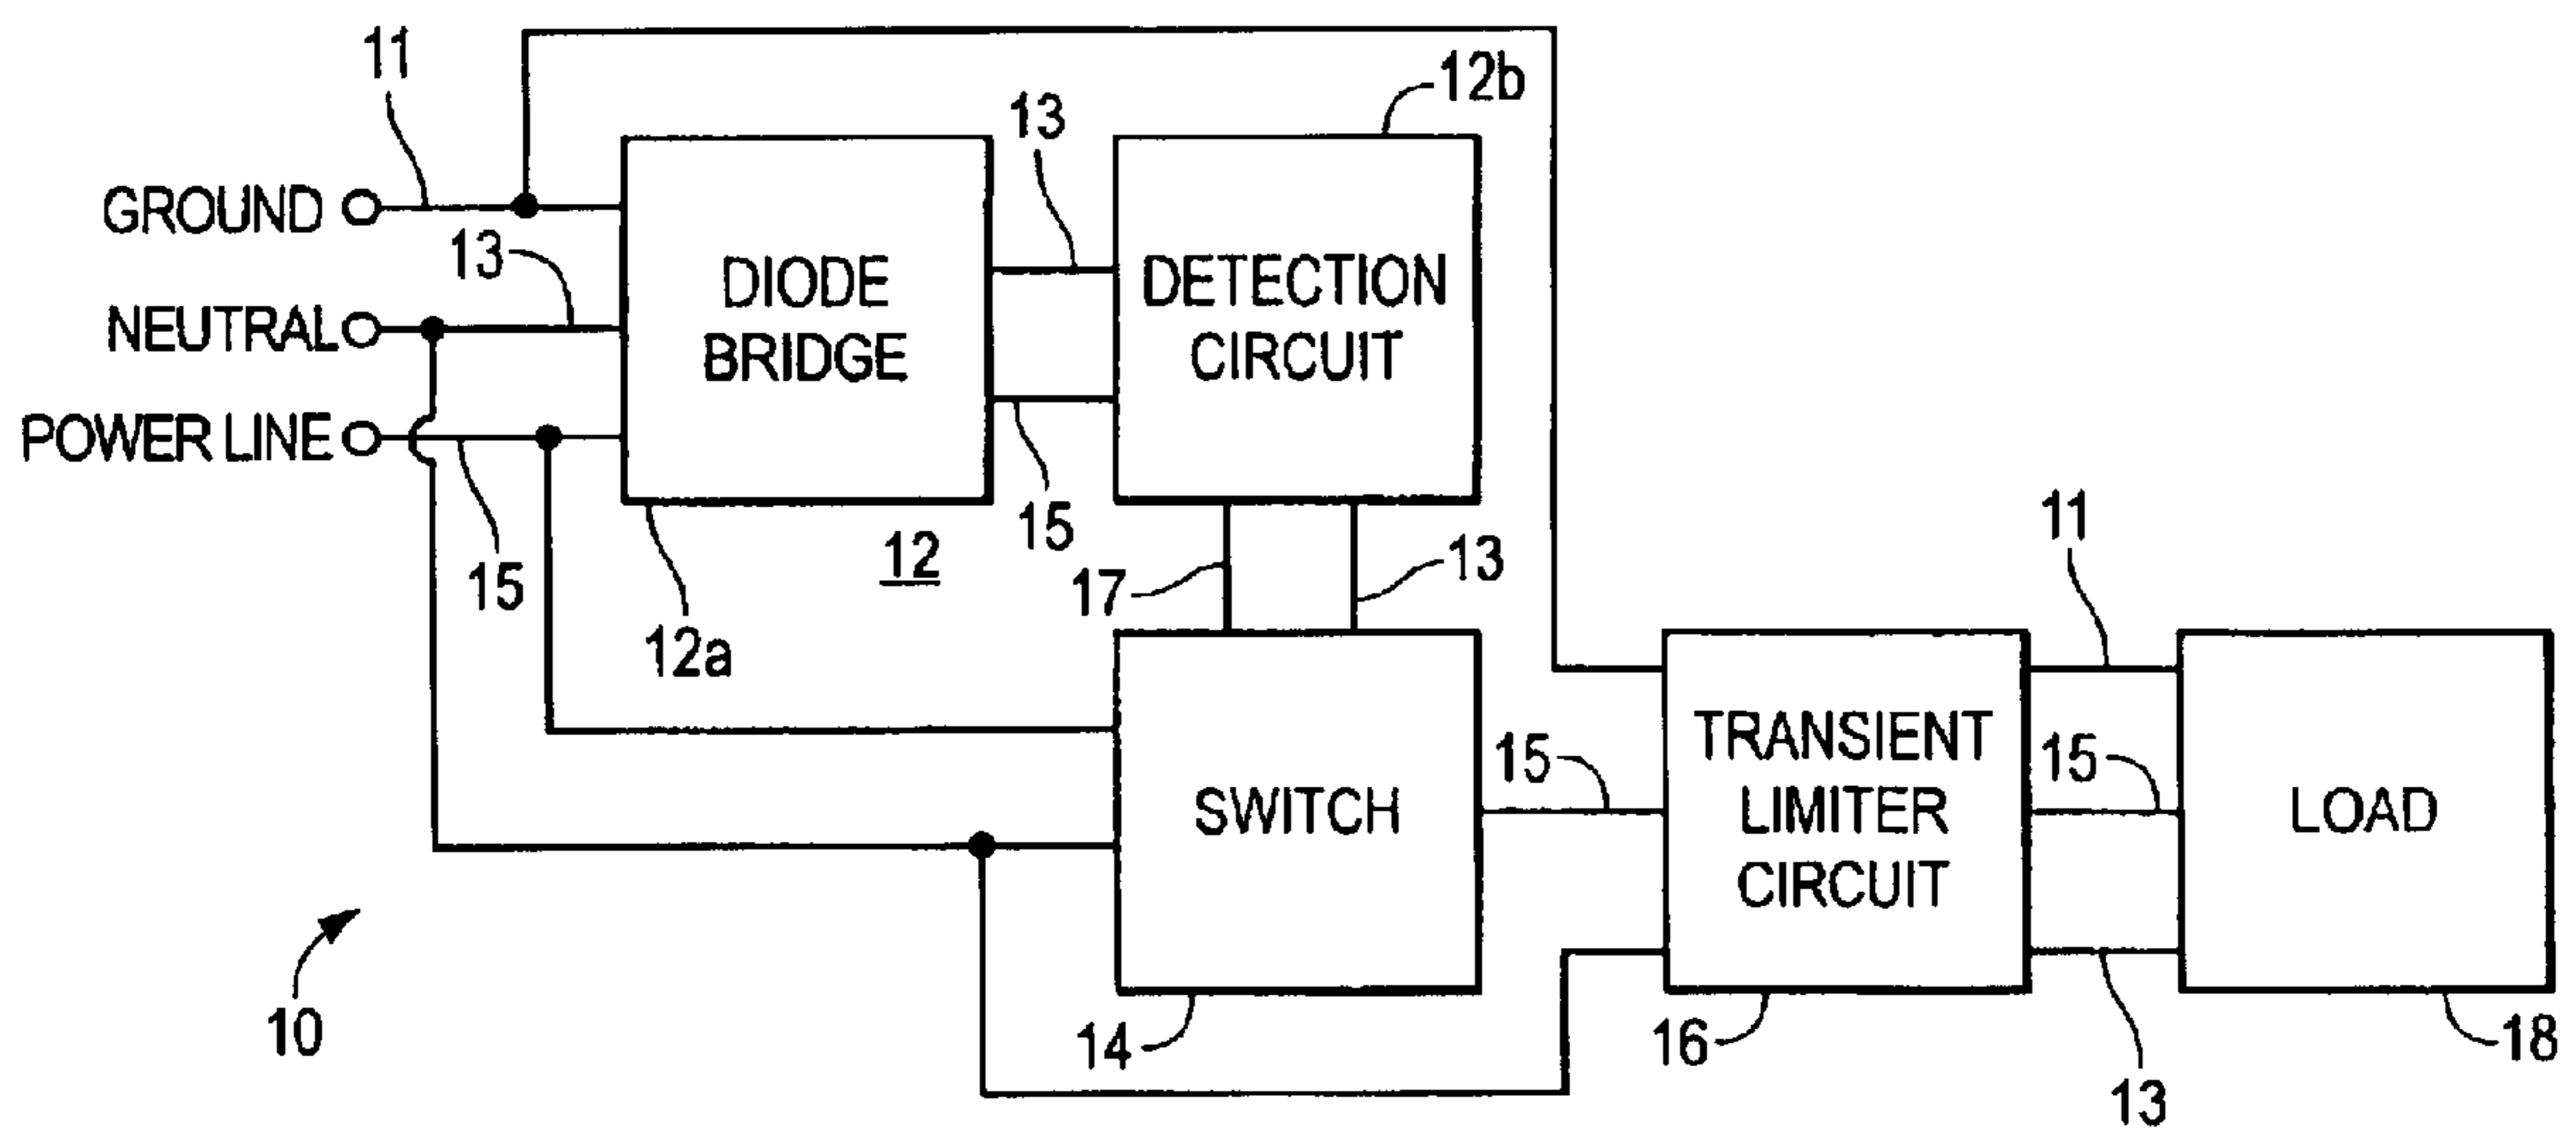 11
12b
13
GROUND
13
DIODE
BRIDGE
DETECTION
CIRCUIT
NEUTRAL
POWER LINE
15
12
15
12a
17
13
11
SWITCH
15
TRANSIENT
LIMITER
CIRCUIT
15
LOAD
10
14
16
13
18